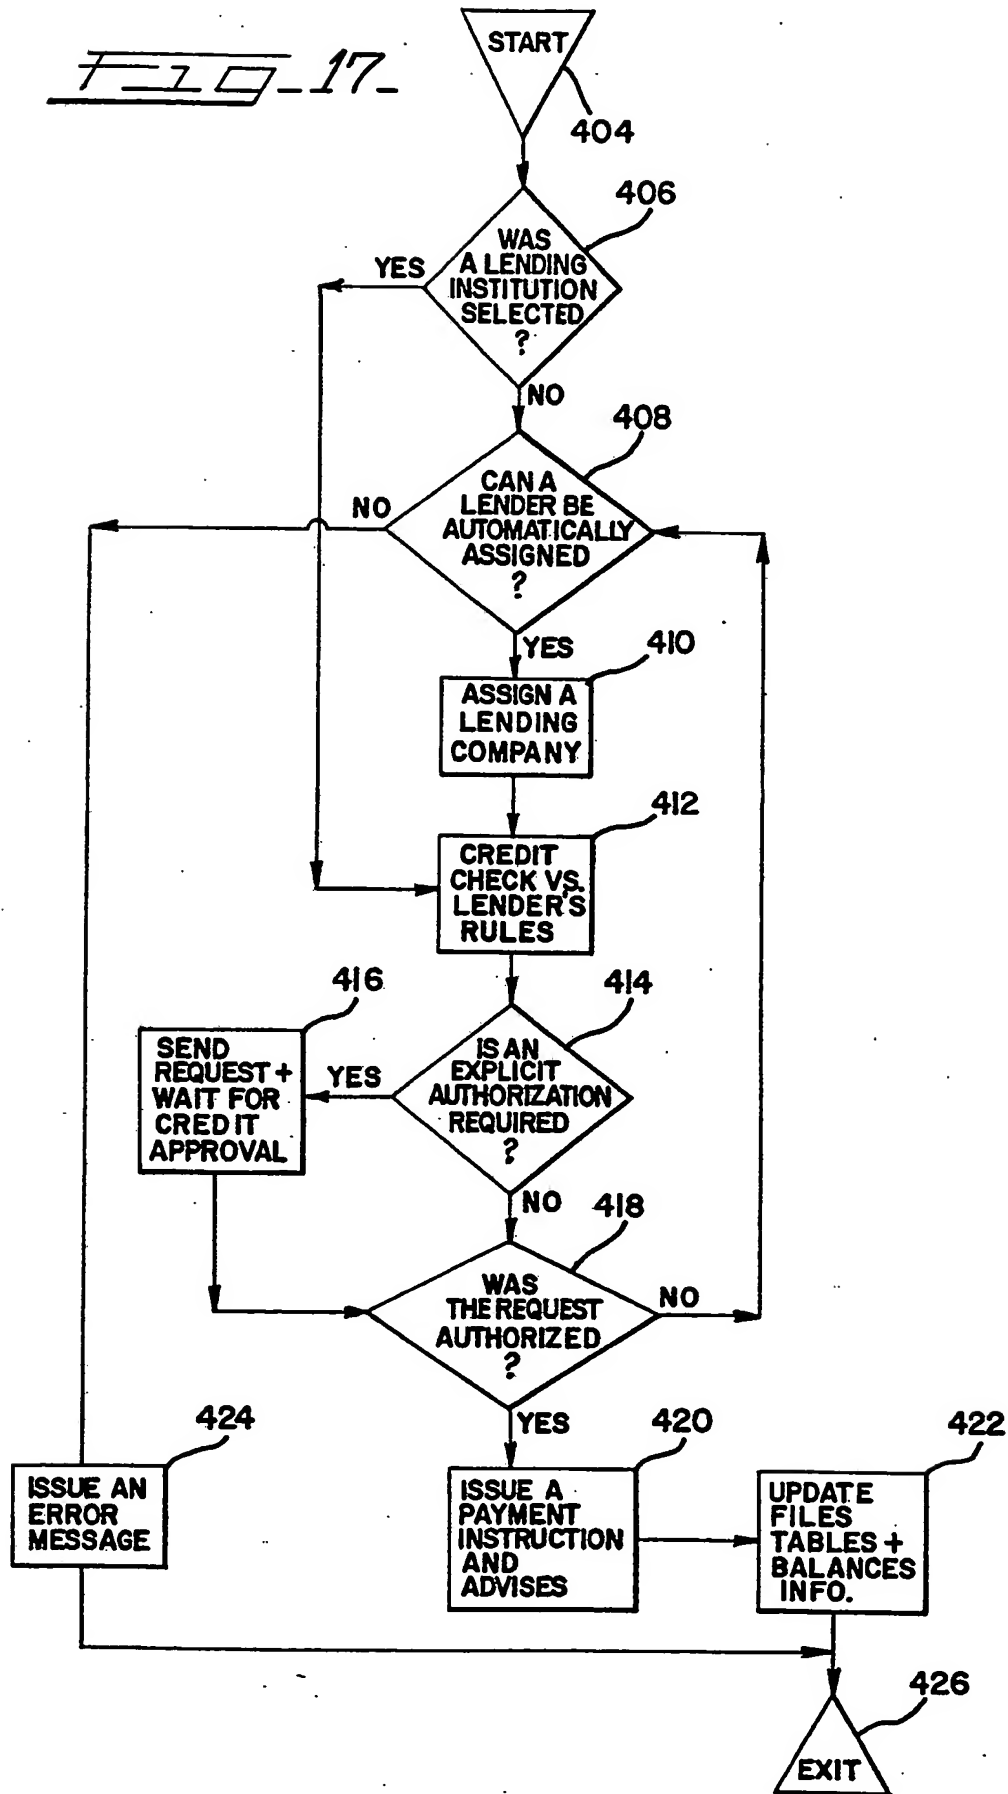 Fig-17-
START
404
406
WAS
A LENDING
INSTITUTION
SELECTED
?
YES
NO
408
CAN A
LENDER BE
AUTOMATICALLY
ASSIGNED
?
NO
YES
410
ASSIGN A
LENDING
COMPANY
412
CREDIT
CHECK VS.
LENDER'S
RULES
414
416
IS AN
EXPLICIT
AUTHORIZATION
REQUIRED
?
YES
SEND
REQUEST +
WAIT FOR
CREDIT
APPROVAL
NO
418
WAS
THE REQUEST
AUTHORIZED
?
NO
YES
424
ISSUE AN
ERROR
MESSAGE
420
ISSUE A
PAYMENT
INSTRUCTION
AND
ADVISES
422
UPDATE
FILES
TABLES +
BALANCES
INFO.
426
EXIT